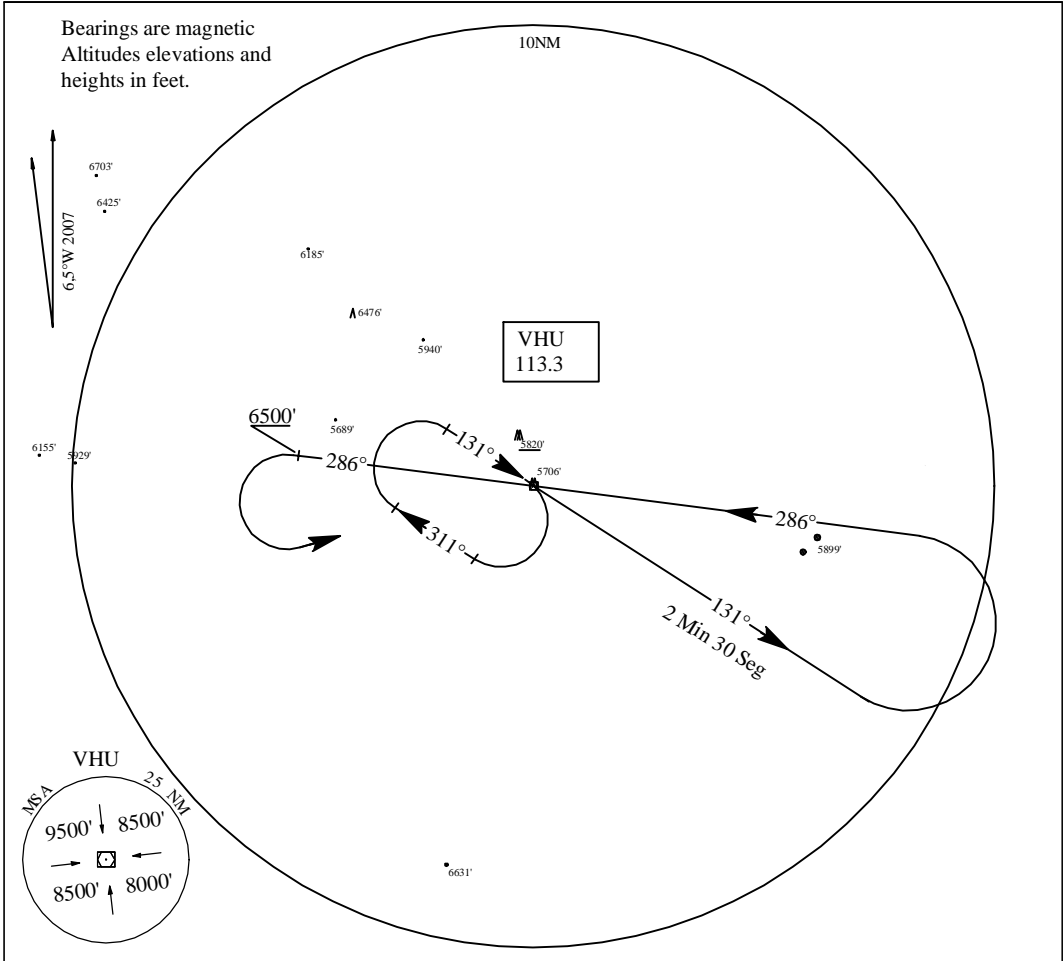 Bearings are magnetic
Altitudes elevations and
heights in feet.
10NM
6703'
6425'
6,5°W 2007
6185'
6476'
5940'
VHU
113.3
6500'
5689'
131°
5820'
6155'
5929'
286°
5706'
311°
286°
5899'
131°
2 Min 30 Seg
VHU
MSA
25 NM
9500'
8500'
8500'
8000'
6631'